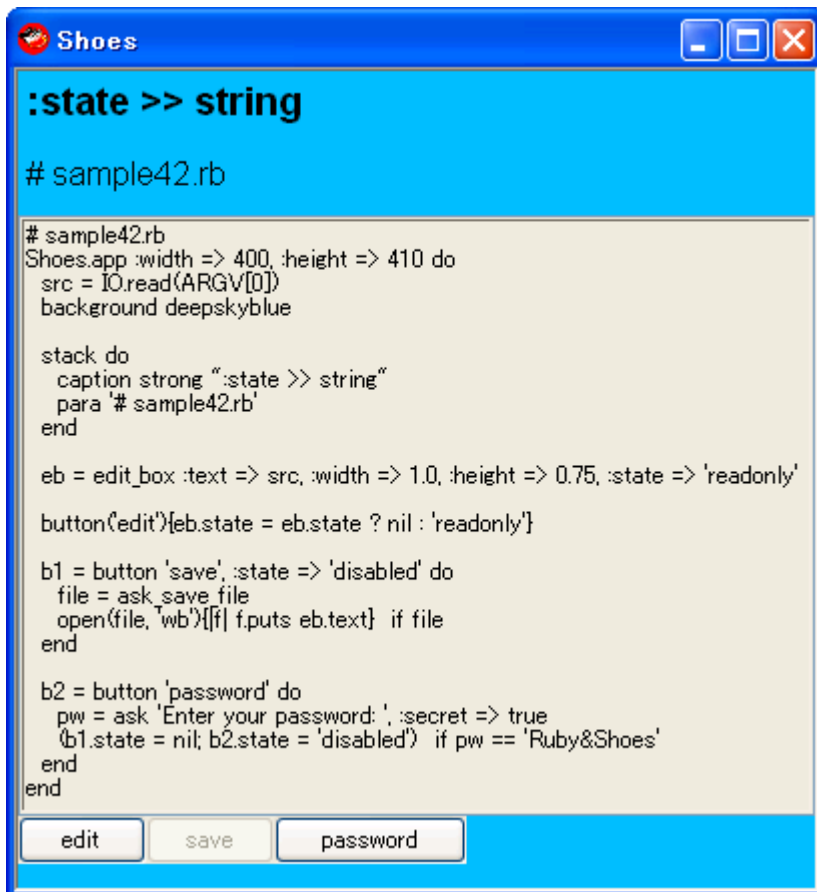 Shoes
:state >> string
# sample42.rb
# sample42.rb
Shoes.app :width => 400, :height => 410 do
  src = IO.read(ARGV[0])
  background deepskyblue

  stack do
    caption strong ":state >> string"
    para '# sample42.rb'
  end

  eb = edit_box :text => src, :width => 1.0, :height => 0.75, :state => 'readonly'

  button('edit'){eb.state = eb.state ? nil : 'readonly'}

  b1 = button 'save', :state => 'disabled' do
    file = ask_save_file
    open(file, 'wb'){|f| f.puts eb.text}  if file
  end

  b2 = button 'password' do
    pw = ask 'Enter your password: ', :secret => true
    (b1.state = nil; b2.state = 'disabled')  if pw == 'Ruby&Shoes'
  end
end
edit save password